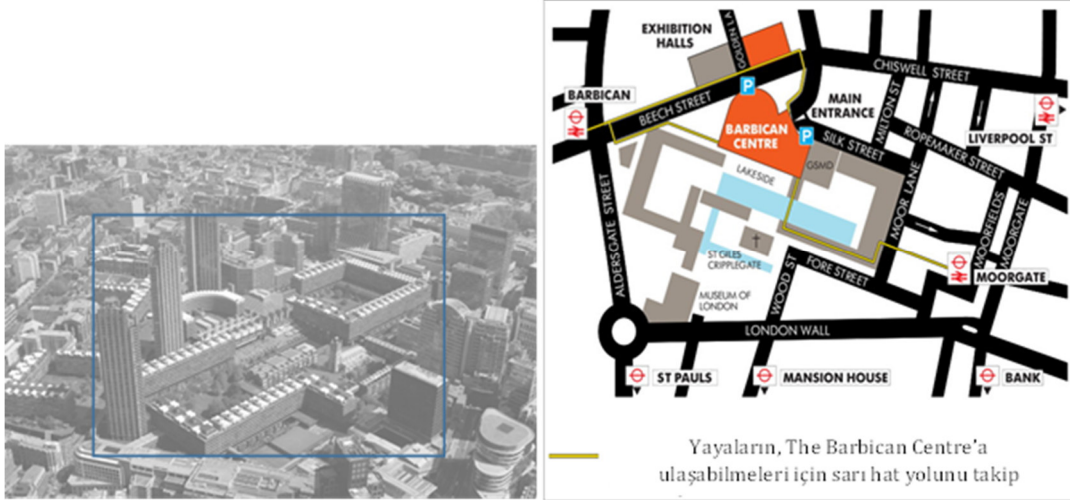 EXHIBITION
HALLS
GOLDEN LA
CHISWELL STREET
BARBICAN
P
BEECH STREET
MAIN
ENTRANCE
MILTON ST
LIVERPOOL ST
BARBICAN
CENTRE
P
SILK STREET
ROPEMAKER STREET
GSMD
LAKESIDE
MOOR LANE
ALDERSGATE STREET
MOORFIELDS
MOORGATE
ST GILES
CRIPPLEGATE
WOOD ST
FORE STREET
MOORGATE
MUSEUM OF
LONDON
LONDON WALL
ST PAULS
MANSION HOUSE
BANK
Yayaların, The Barbican Centre'a
ulaşabilmeleri için sarı hat yolunu takip